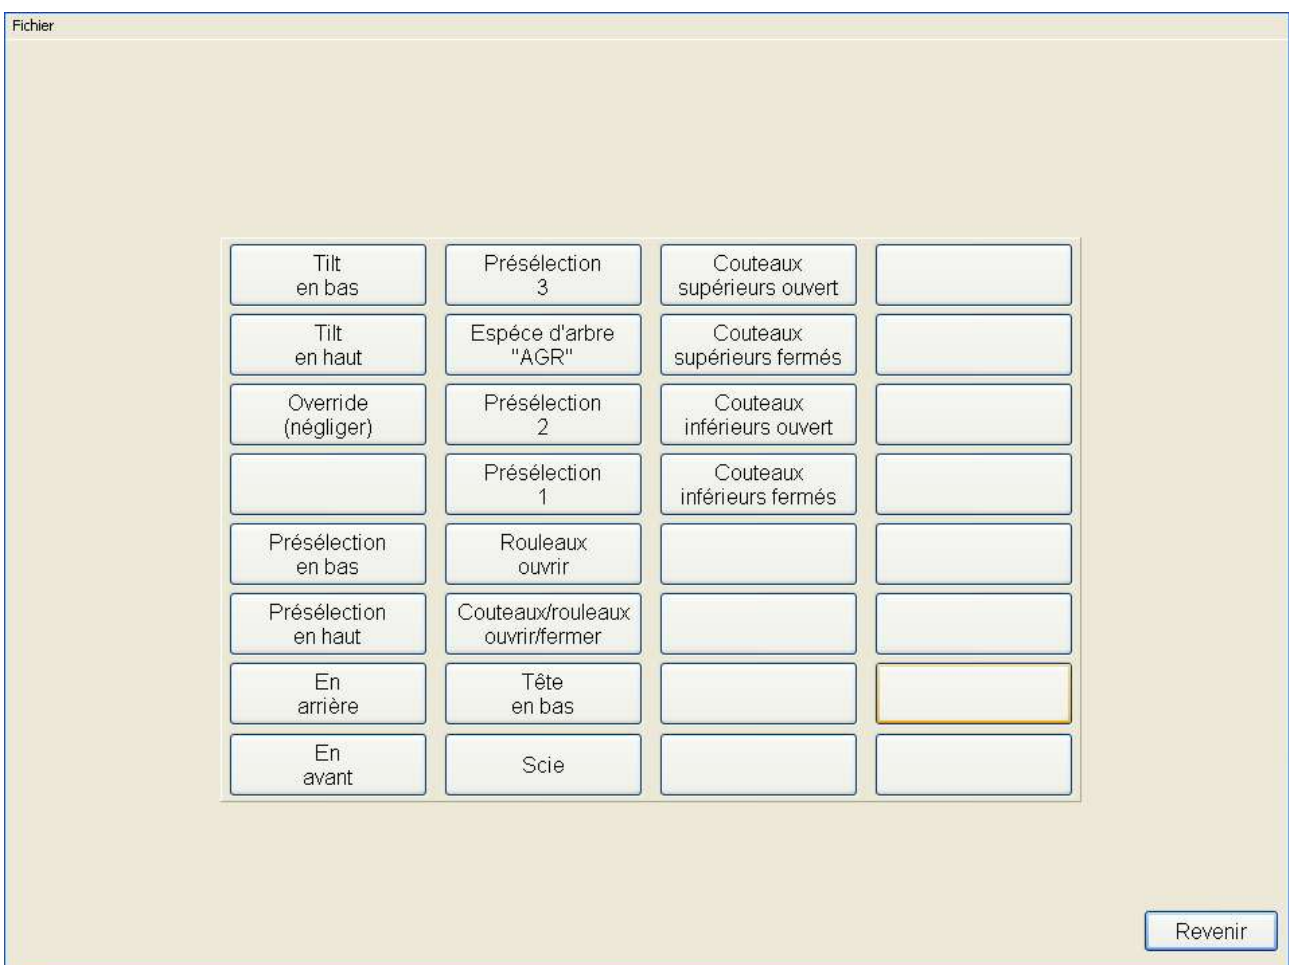 Fichier
Tilt
en bas
Présélection
3
Couteaux
supérieurs ouvert
Tilt
en haut
Espéce d'arbre
"AGR"
Couteaux
supérieurs fermés
Override
(négliger)
Présélection
2
Couteaux
inférieurs ouvert
Présélection
1
Couteaux
inférieurs fermés
Présélection
en bas
Rouleaux
ouvrir
Présélection
en haut
Couteaux/rouleaux
ouvrir/fermer
En
arrière
Tête
en bas
En
avant
Scie
Revenir